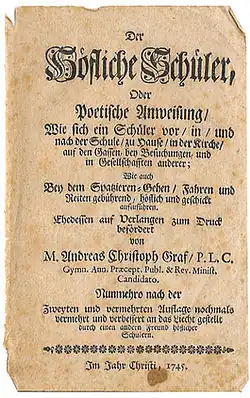 Der
Höfliche Schüler,
Oder
Poetische Anweisung/
Wie sich ein Schüler vor/ in/ und
nach der Schule/ zu Hause/ in der Kirche/
auf den Gassen/ bey Besuchungen/ und
in Gesellschafften anderer;
Wie auch
Bey dem Spatzieren-Gehen/ Fahren und
Reiten gebührend/ höflich und geschickt
aufzuführen.
Ehedessen auf Verlangen zum Druck
befördert
von
M. Andreas Christoph Graf/ P. L. C.
Gymn. Ann. Præcept. Publ. & Rev. Minist.
Candidato.
Nunmehro nach der
Zweyten und vermehrten Auflage nochmals
vermehrt und verbessert an das Liecht gestellt
durch einen andern Freund höflicher
Schülern.
Im Jahr Christi, 1745.